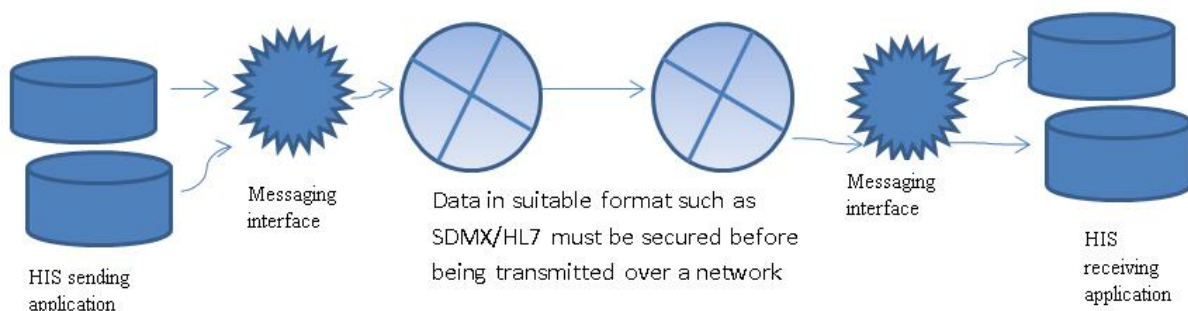 HIS sending
application
Messaging
interface
Data in suitable format such as
SDMX/HL7 must be secured before
being transmitted over a network
Messaging
interface
HIS
receiving
application